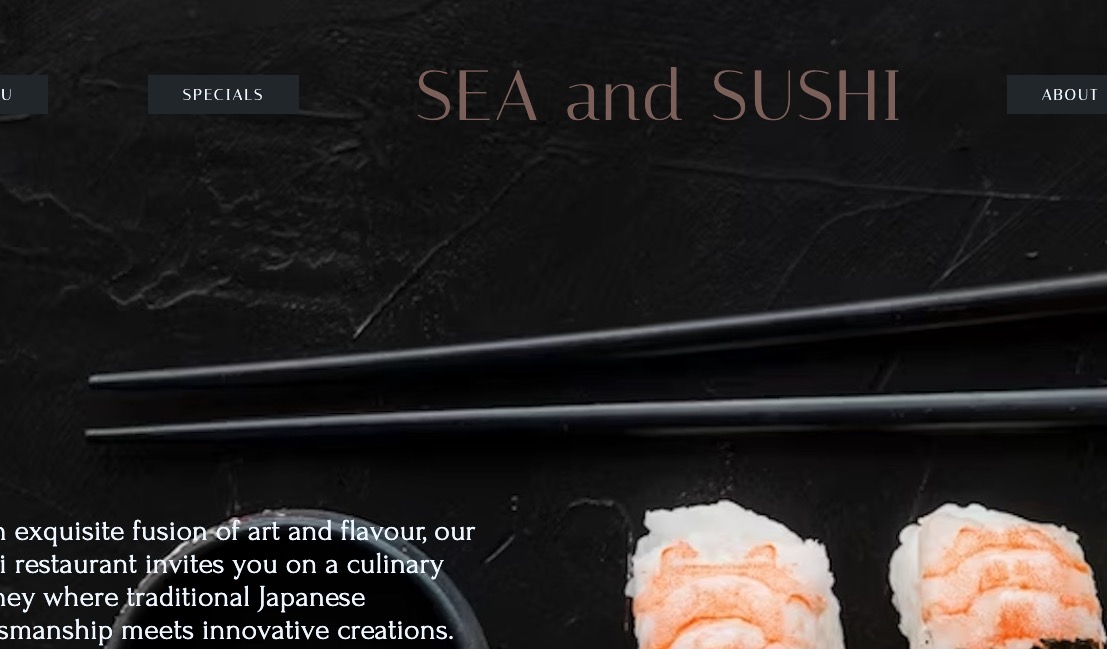 SPECIALS
SEA and SUSHI
ABOUT
exquisite fusion of art and flavour, our
restaurant invites you on a culinary
where traditional Japanese
meets innovative creations.